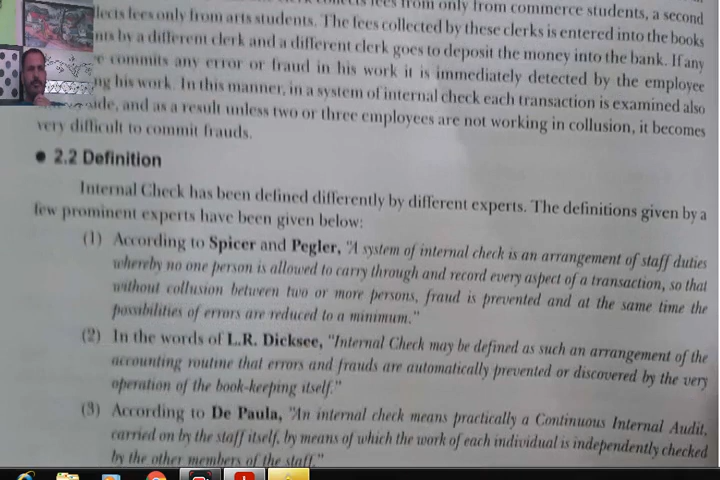 from only from commerce students, a second
fees only from arts students. The fees collected by these clerks is entered into the books
by a different clerk and a different clerk goes to deposit the money into the bank. If any
commits any error or fraud in his work it is immediately detected by the employee
his work. In this manner, in a system of internal check each transaction is examined also
and as a result unless two or three employees are not working in collusion, it becomes
very difficult to commit frauds.
● 2.2 Definition
Internal Check has been defined differently by different experts. The definitions given by a
few prominent experts have been given below:
(1) According to Spicer and Pegler, "A system of internal check is an arrangement of staff duties
whereby no one person is allowed to carry through and record every aspect of a transaction, so that
without collusion between two or more persons, fraud is prevented and at the same time the
possibilities of errors are reduced to a minimum."
(2) In the words of L.R. Dicksee, "Internal Check may be defined as such an arrangement of the
accounting routine that errors and frauds are automatically prevented or discovered by the very
operation of the book-keeping itself."
(3) According to De Paula, "An internal check means practically a Continuous Internal Audit,
carried on by the staff itself, by means of which the work of each individual is independently checked
by the other members of the staff."